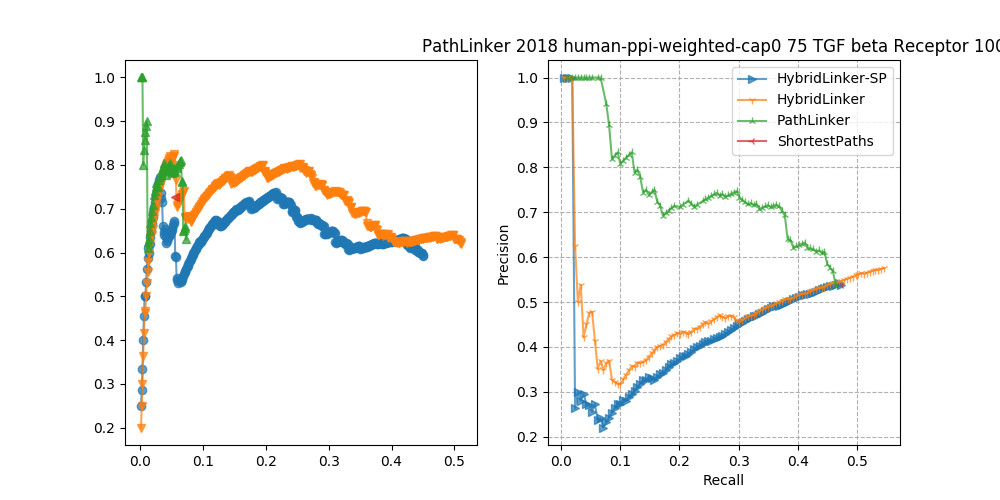 PathLinker 2018 human-ppi-weighted-cap0 75 TGF beta Receptor 100
1.0
0.9
0.8
0.7
0.6
0.5
0.4
0.3
0.2
0.0 0.1 0.2 0.3 0.4 0.5
HybridLinker-SP
HybridLinker
PathLinker
ShortestPaths
Precision
1.0
0.9
0.8
0.7
0.6
0.5
0.4
0.3
0.2
0.0 0.1 0.2 0.3 0.4 0.5
Recall